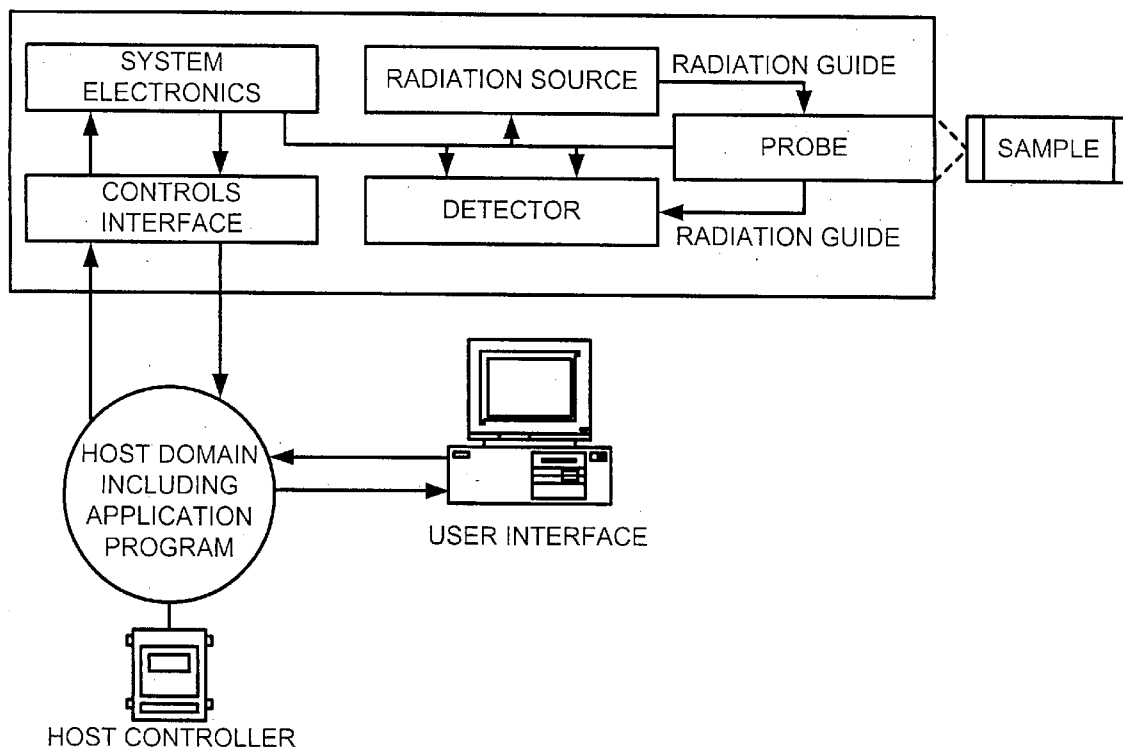 SYSTEM
ELECTRONICS
RADIATION SOURCE
RADIATION GUIDE
PROBE
SAMPLE
CONTROLS
INTERFACE
DETECTOR
RADIATION GUIDE
HOST DOMAIN
INCLUDING
APPLICATION
PROGRAM
USER INTERFACE
HOST CONTROLLER